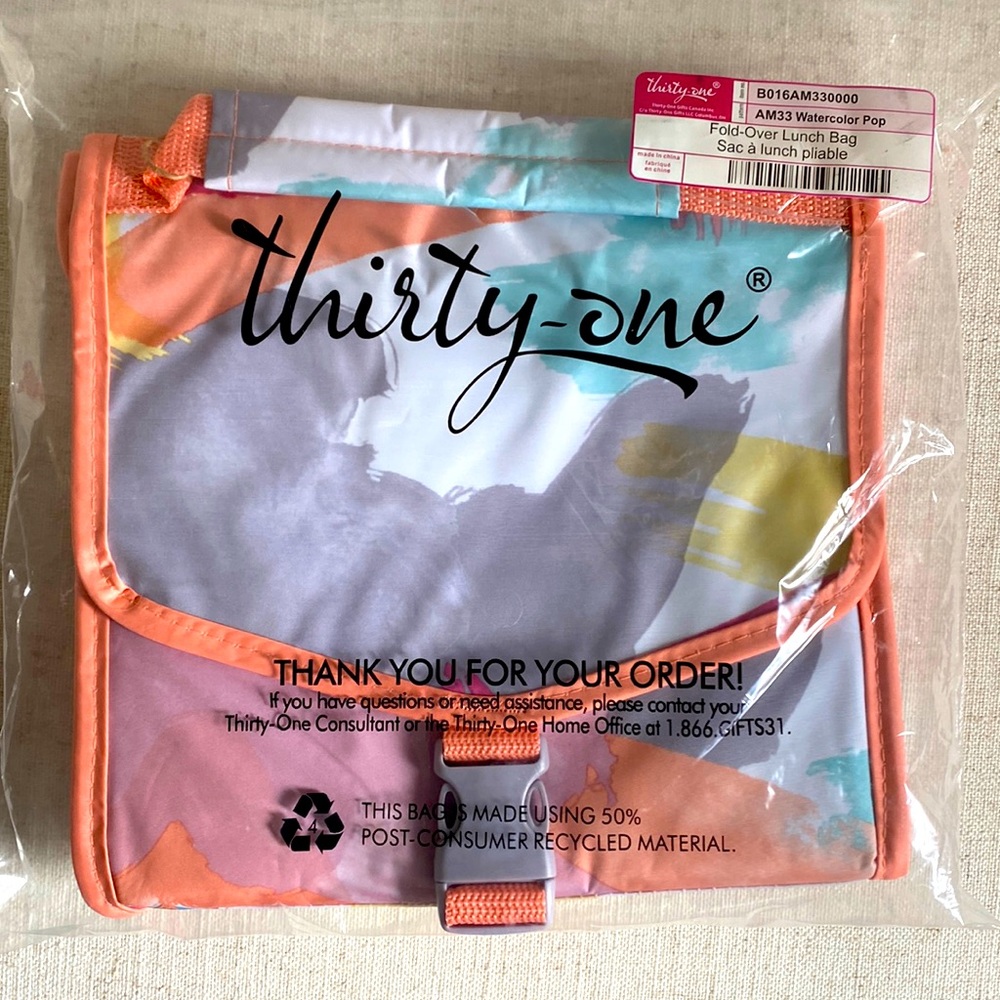 thirty-one®
B016AM330000
AM33 Watercolor Pop
Fold-Over Lunch Bag
Sac à lunch pliable
made in china
fabriqué
en chine
thirty-one®
THANK YOU FOR YOUR ORDER!
If you have questions or need assistance, please contact your
Thirty-One Consultant or the Thirty-One Home Office at 1.866.GIFTS31.
4
THIS BAG IS MADE USING 50%
POST-CONSUMER RECYCLED MATERIAL.